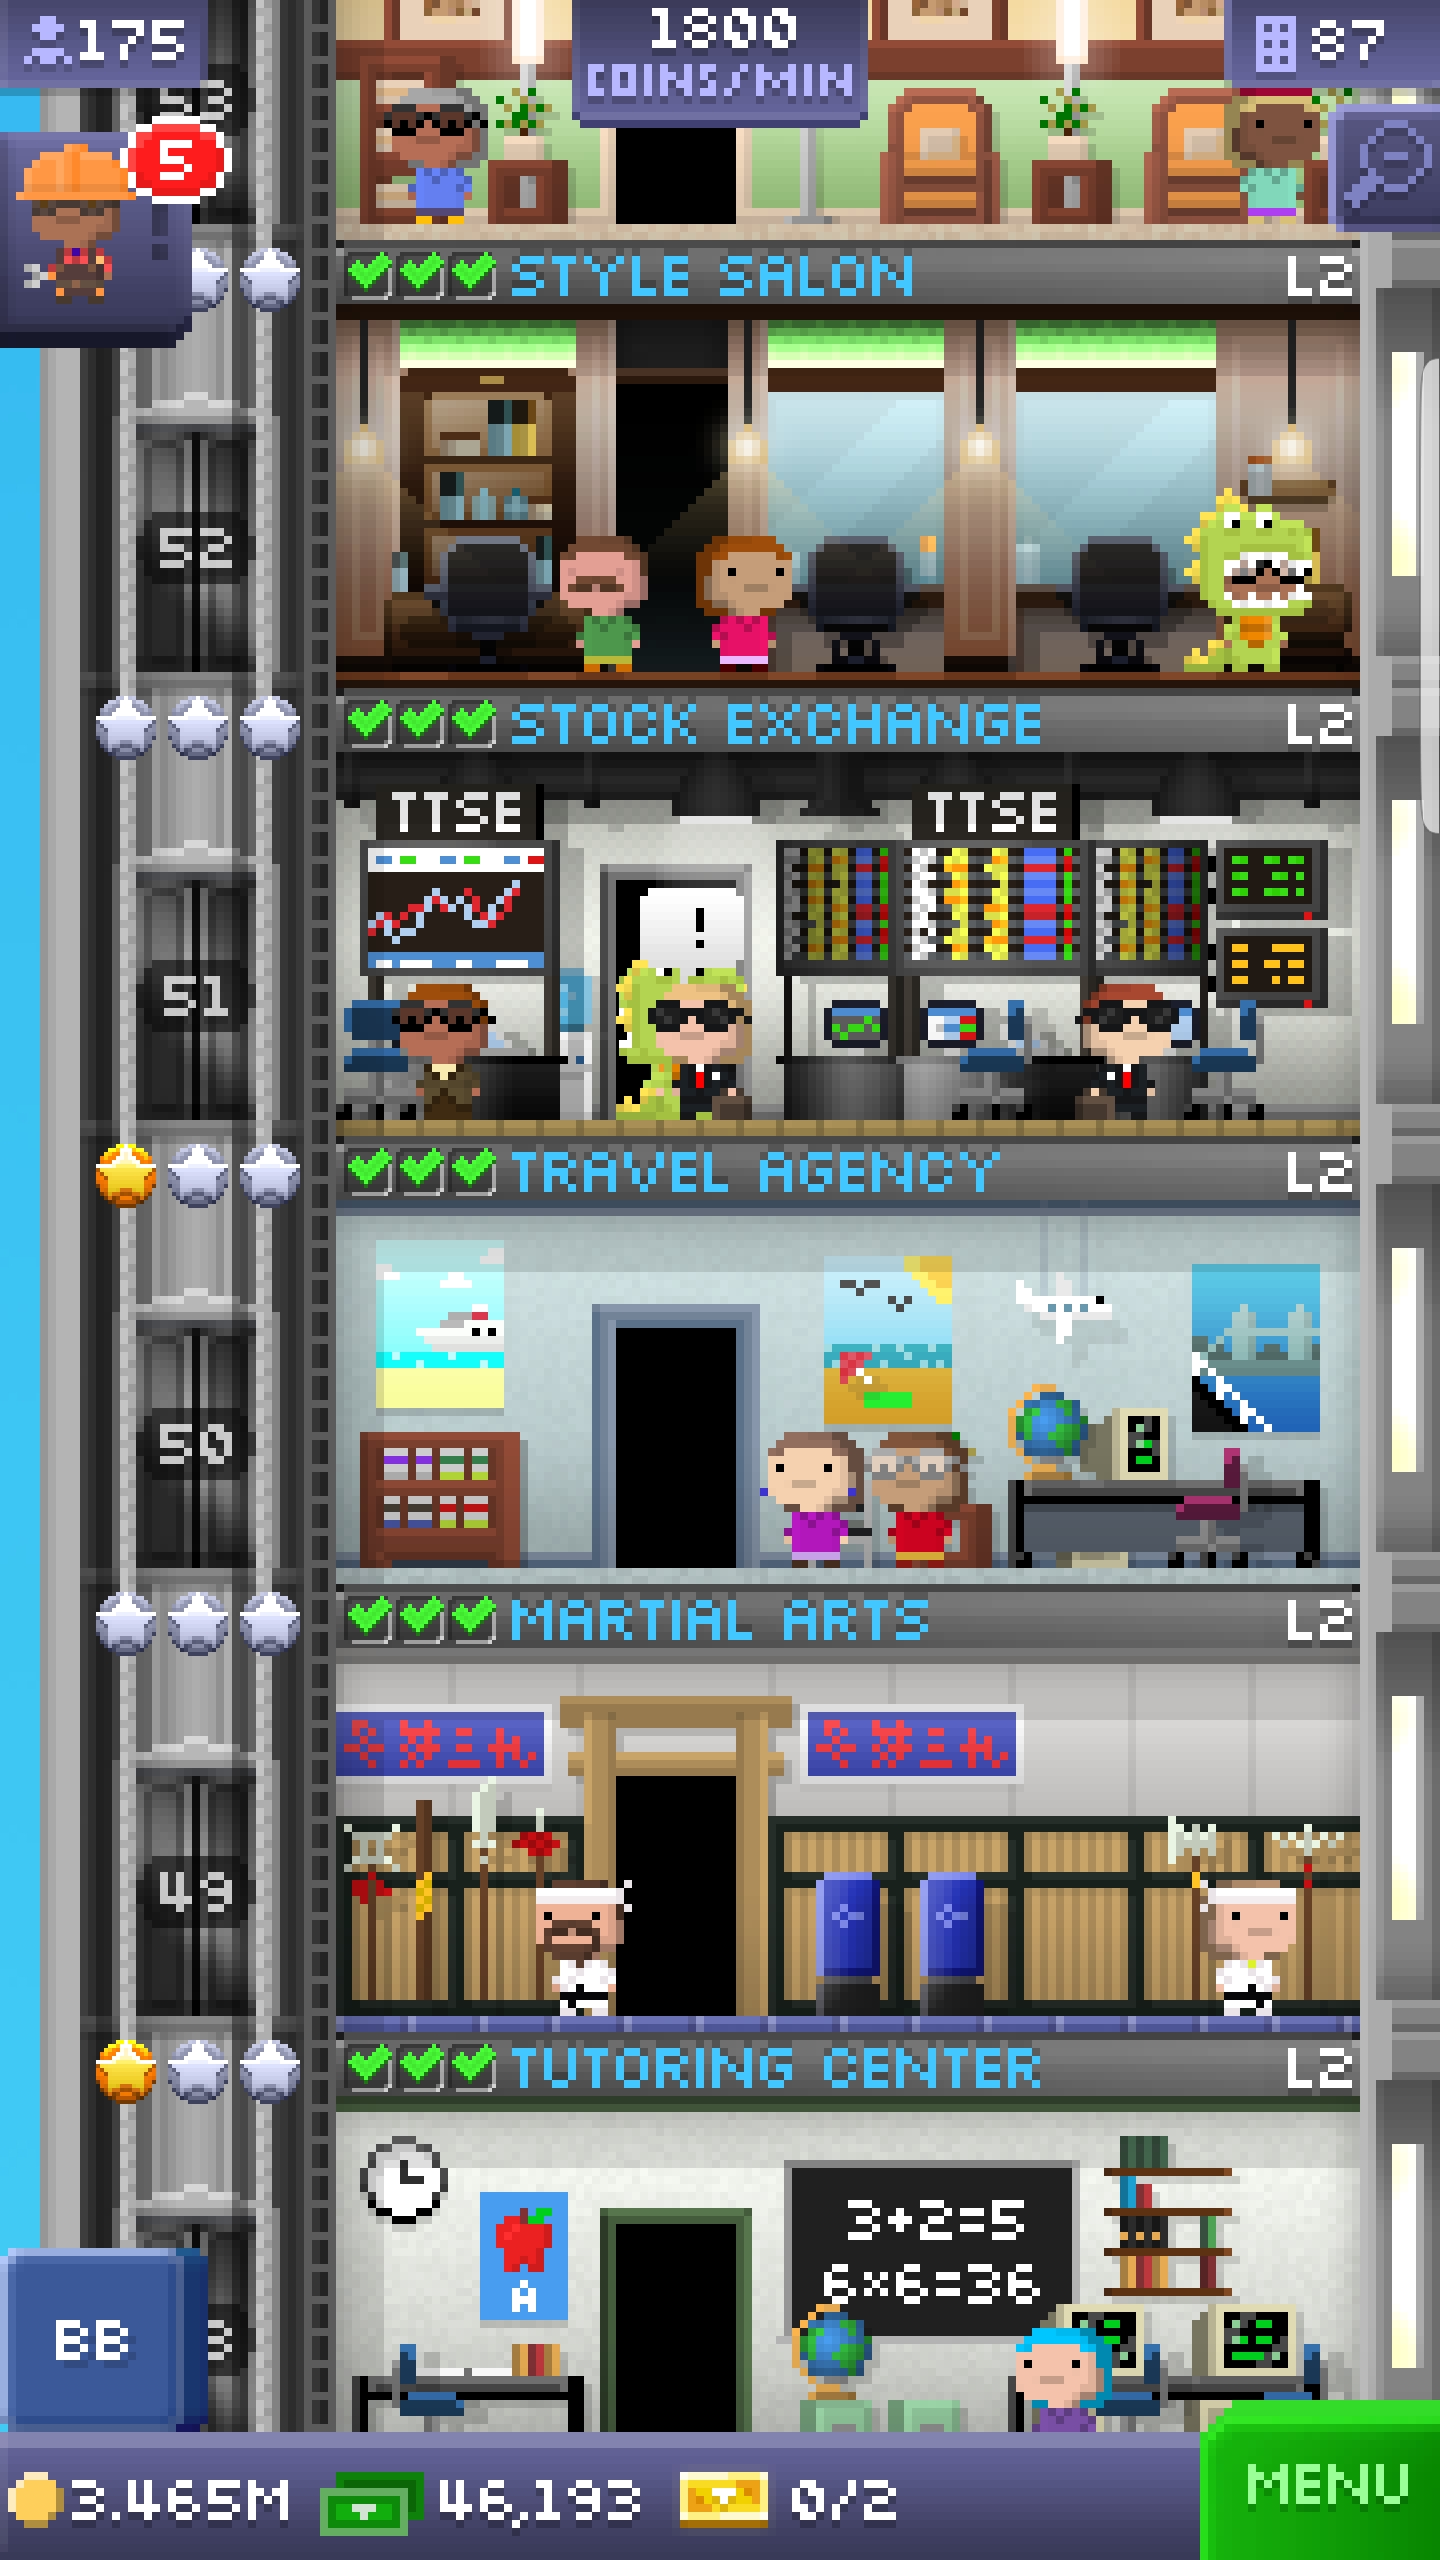 175
1800
COINS/MIN
87
53
5
STYLE SALON L2
52
STOCK EXCHANGE L2
TTSE TTSE
!
51
TRAVEL AGENCY L2
50
MARTIAL ARTS L2
49
TUTORING CENTER L2
3+2=5
6×6=36
A
BB
3.465M 46,193 0/2
MENU